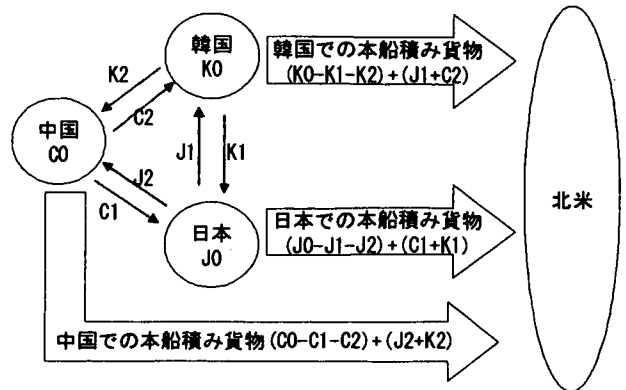 韓国
K0
韓国での本船積み貨物
(K0-K1-K2)+(J1+C2)
K2
C2
中国
C0
J1
K1
J2
C1
日本
J0
日本での本船積み貨物
(J0-J1-J2)+(C1+K1)
北米
中国での本船積み貨物(C0-C1-C2)+(J2+K2)